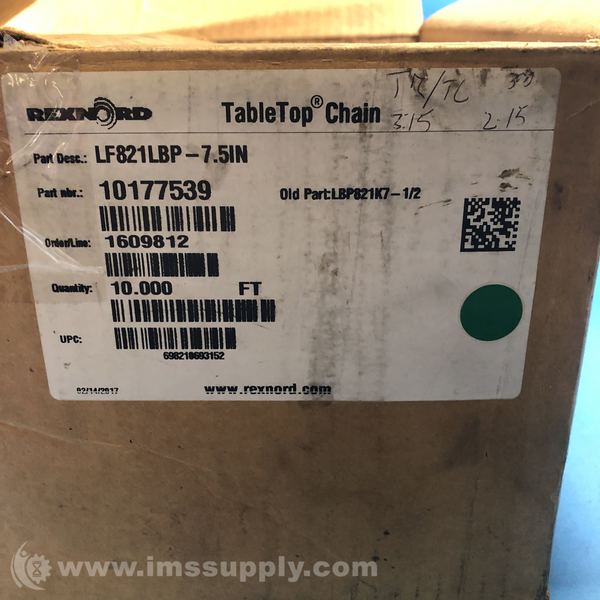 REXNORD TableTop® Chain
3.15 2.15
Part Desc.: LF821LBP-7.5IN
Part nbr.: 10177539 Old Part:LBP821K7-1/2
Order/Line: 1609812
Quantity: 10.000 FT
UPC:
698210693152
02/14/2017 www.rexnord.com
www.imssupply.com